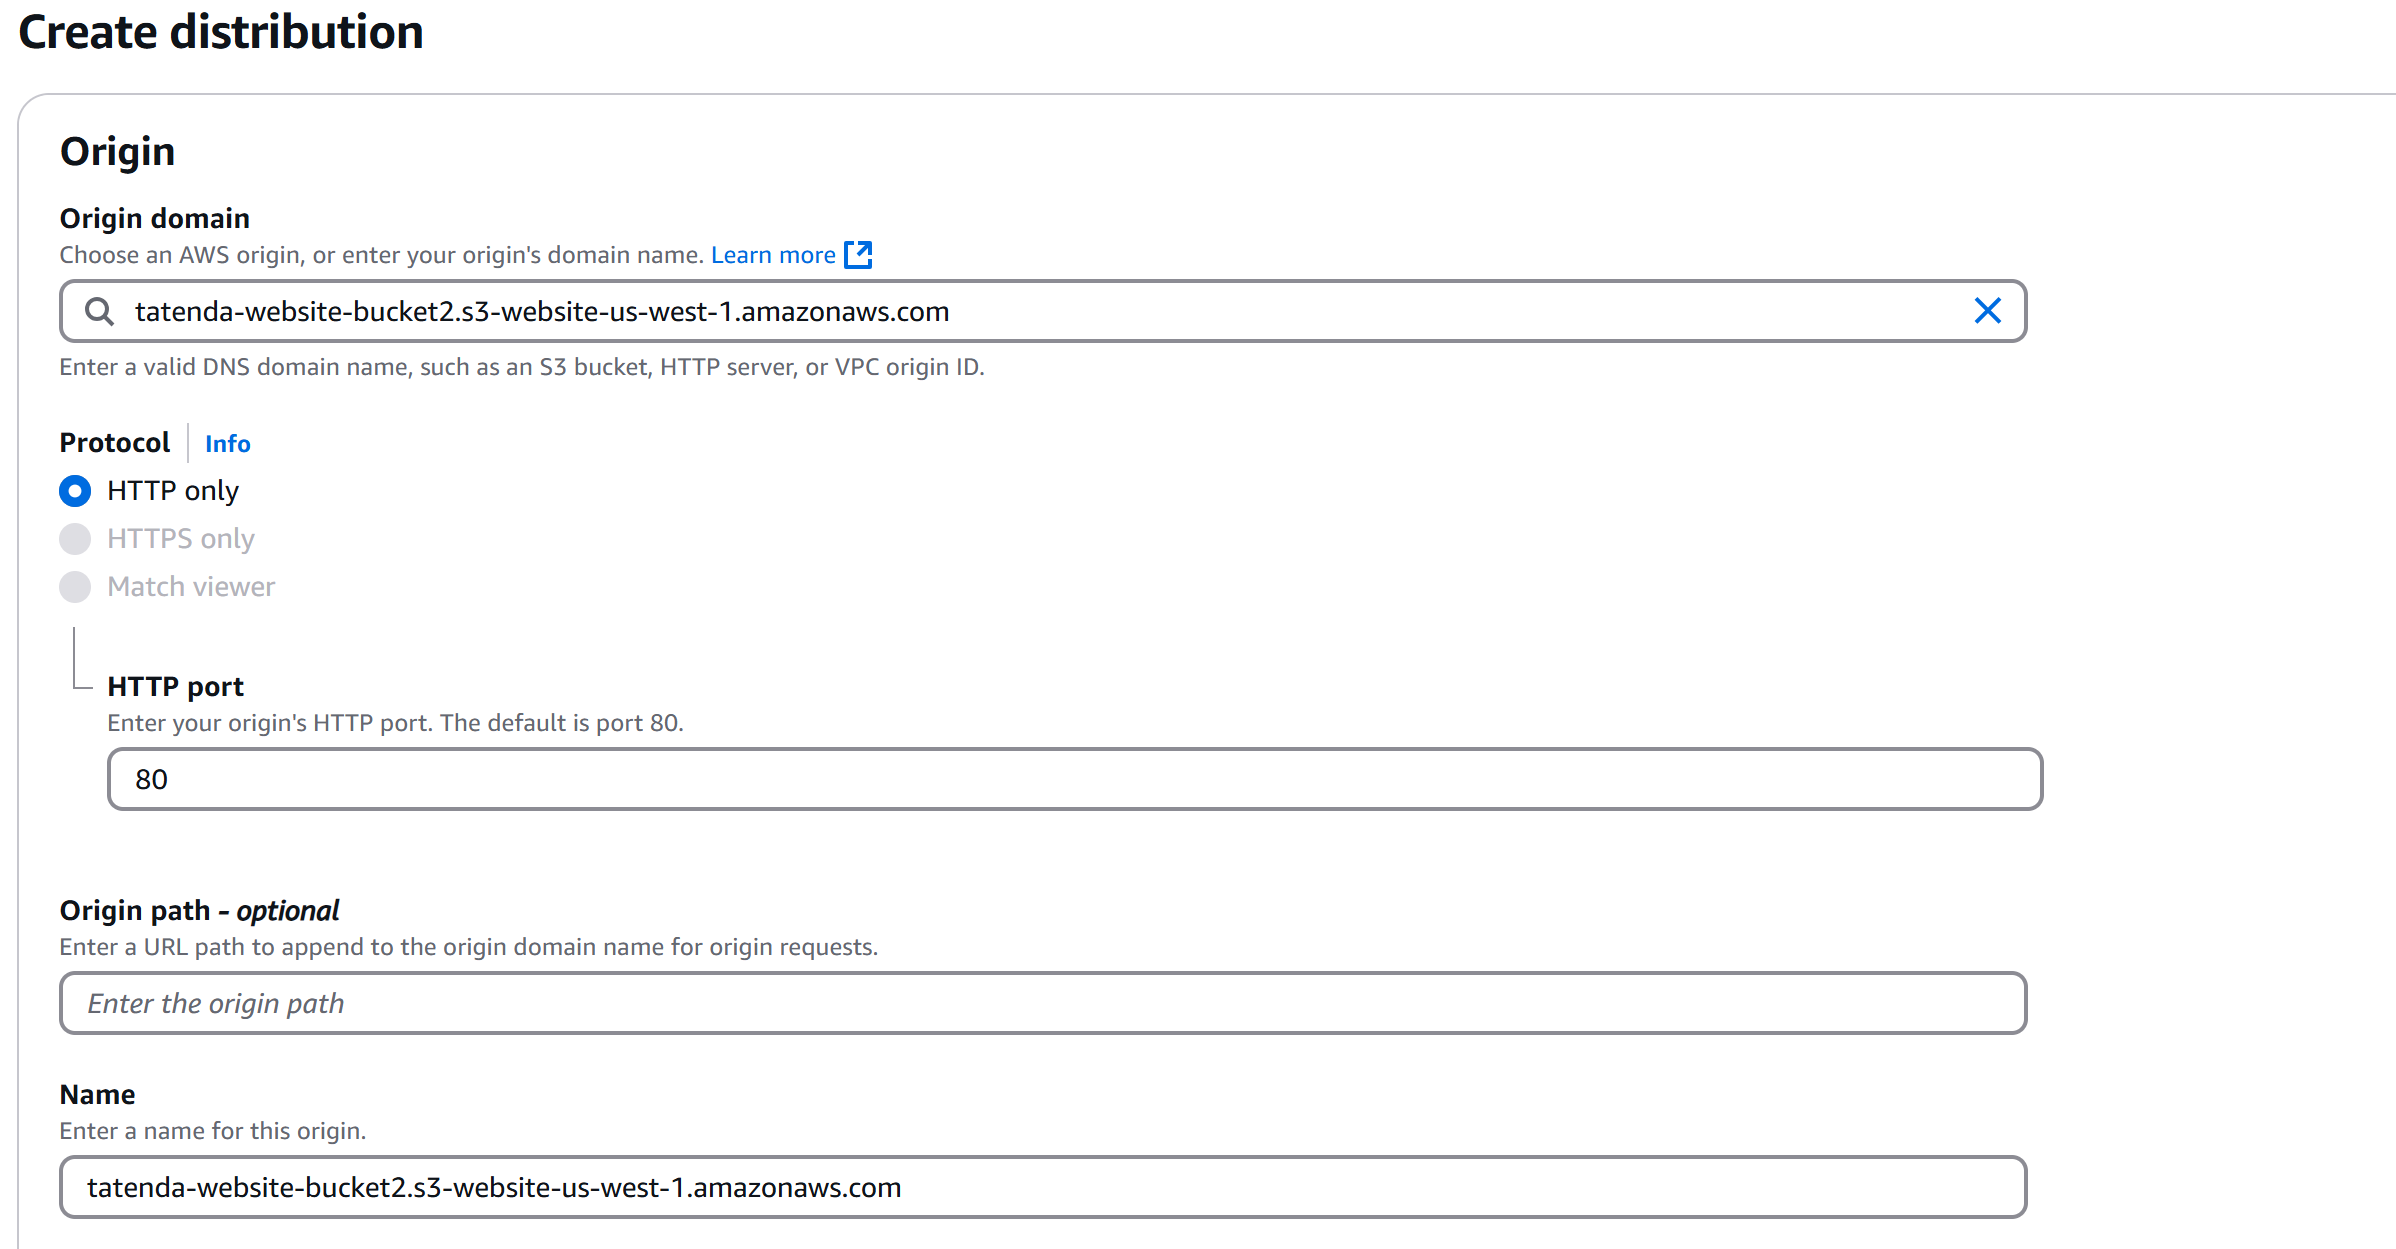 Create distribution
Origin
Origin domain
Choose an AWS origin, or enter your origin's domain name. Learn more
tatenda-website-bucket2.s3-website-us-west-1.amazonaws.com
Enter a valid DNS domain name, such as an S3 bucket, HTTP server, or VPC origin ID.
Protocol Info
HTTP only
HTTPS only
Match viewer
HTTP port
Enter your origin's HTTP port. The default is port 80.
80
Origin path - optional
Enter a URL path to append to the origin domain name for origin requests.
Enter the origin path
Name
Enter a name for this origin.
tatenda-website-bucket2.s3-website-us-west-1.amazonaws.com